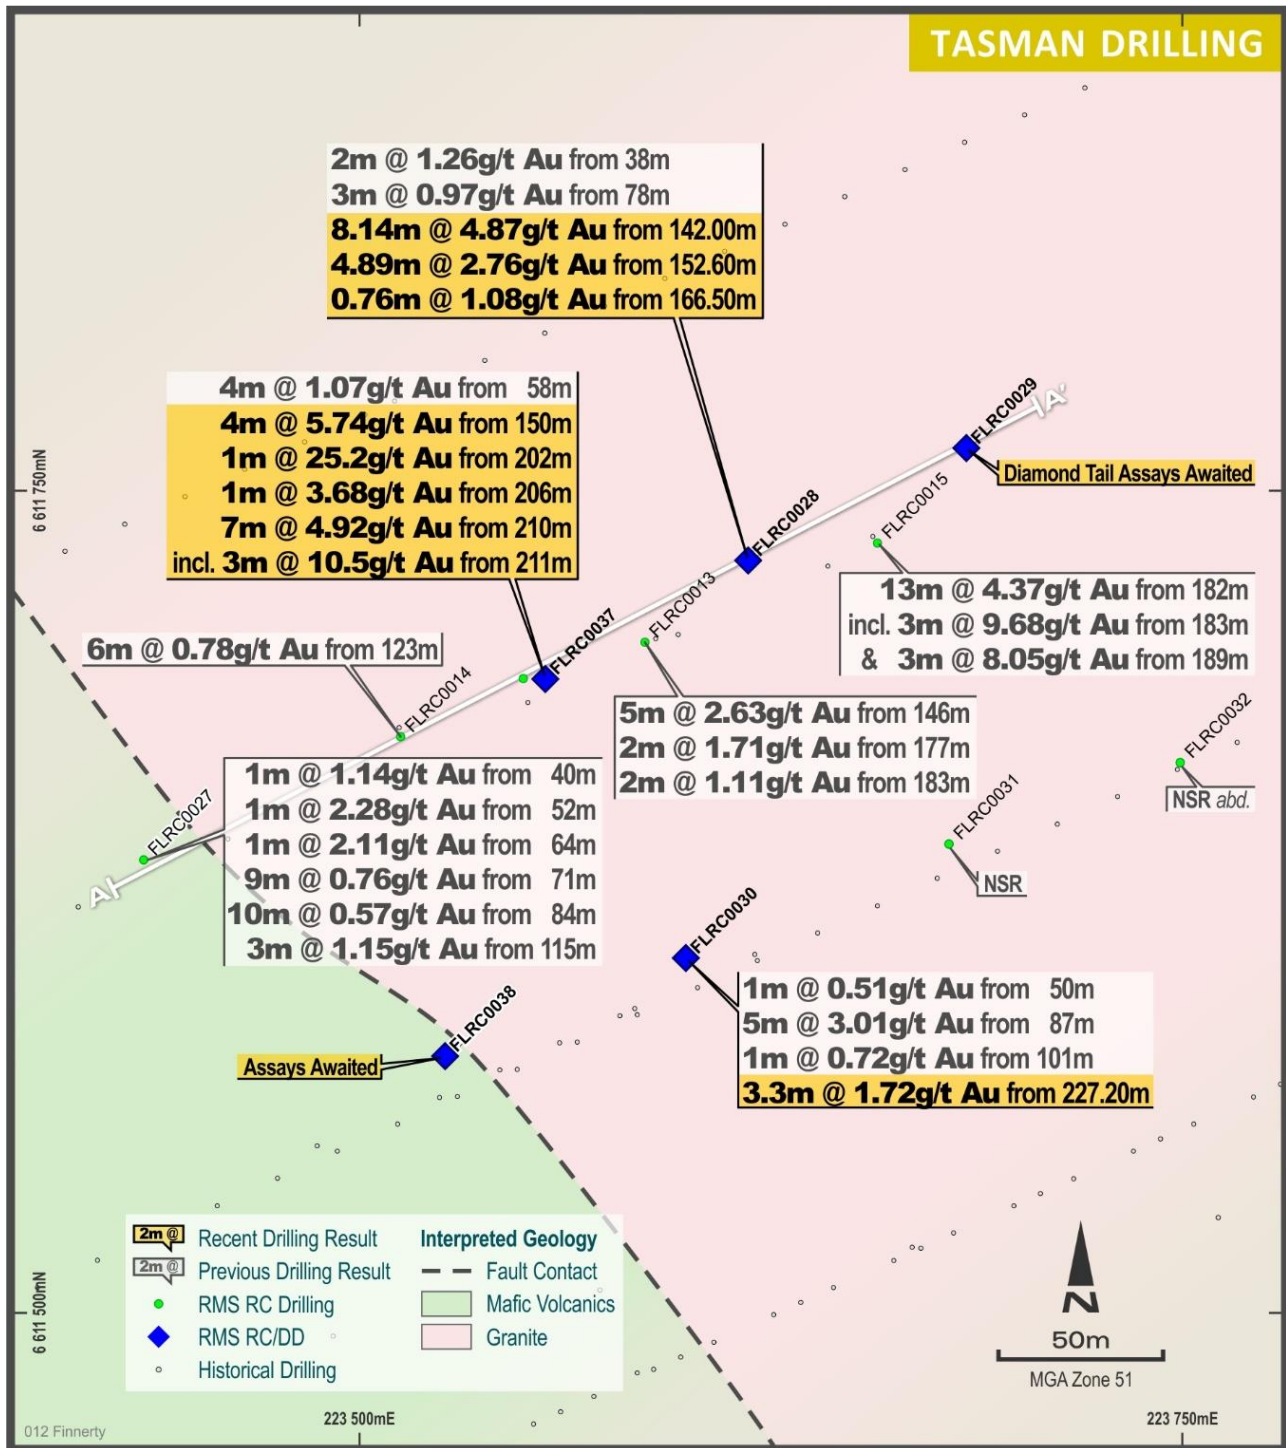 TASMAN DRILLING
2m @ 1.26g/t Au from 38m
3m @ 0.97g/t Au from 78m
8.14m @ 4.87g/t Au from 142.00m
4.89m @ 2.76g/t Au from 152.60m
0.76m @ 1.08g/t Au from 166.50m
4m @ 1.07g/t Au from 58m
4m @ 5.74g/t Au from 150m
1m @ 25.2g/t Au from 202m
1m @ 3.68g/t Au from 206m
7m @ 4.92g/t Au from 210m
incl. 3m @ 10.5g/t Au from 211m
FLRC0029
A'
Diamond Tail Assays Awaited
6 611 750mN
FLRC0015
FLRC0028
13m @ 4.37g/t Au from 182m
incl. 3m @ 9.68g/t Au from 183m
& 3m @ 8.05g/t Au from 189m
FLRC0013
FLRC0037
6m @ 0.78g/t Au from 123m
FLRC0014
5m @ 2.63g/t Au from 146m
2m @ 1.71g/t Au from 177m
2m @ 1.11g/t Au from 183m
FLRC0032
NSR abd.
FLRC0027
A
1m @ 1.14g/t Au from 40m
1m @ 2.28g/t Au from 52m
1m @ 2.11g/t Au from 64m
9m @ 0.76g/t Au from 71m
10m @ 0.57g/t Au from 84m
3m @ 1.15g/t Au from 115m
FLRC0031
NSR
FLRC0030
1m @ 0.51g/t Au from 50m
5m @ 3.01g/t Au from 87m
1m @ 0.72g/t Au from 101m
3.3m @ 1.72g/t Au from 227.20m
FLRC0038
Assays Awaited
2m @ Recent Drilling Result
2m @ Previous Drilling Result
RMS RC Drilling
RMS RC/DD
Historical Drilling
Interpreted Geology
Fault Contact
Mafic Volcanics
Granite
6 611 500mN
N
50m
MGA Zone 51
223 500mE
223 750mE
012 Finnerty